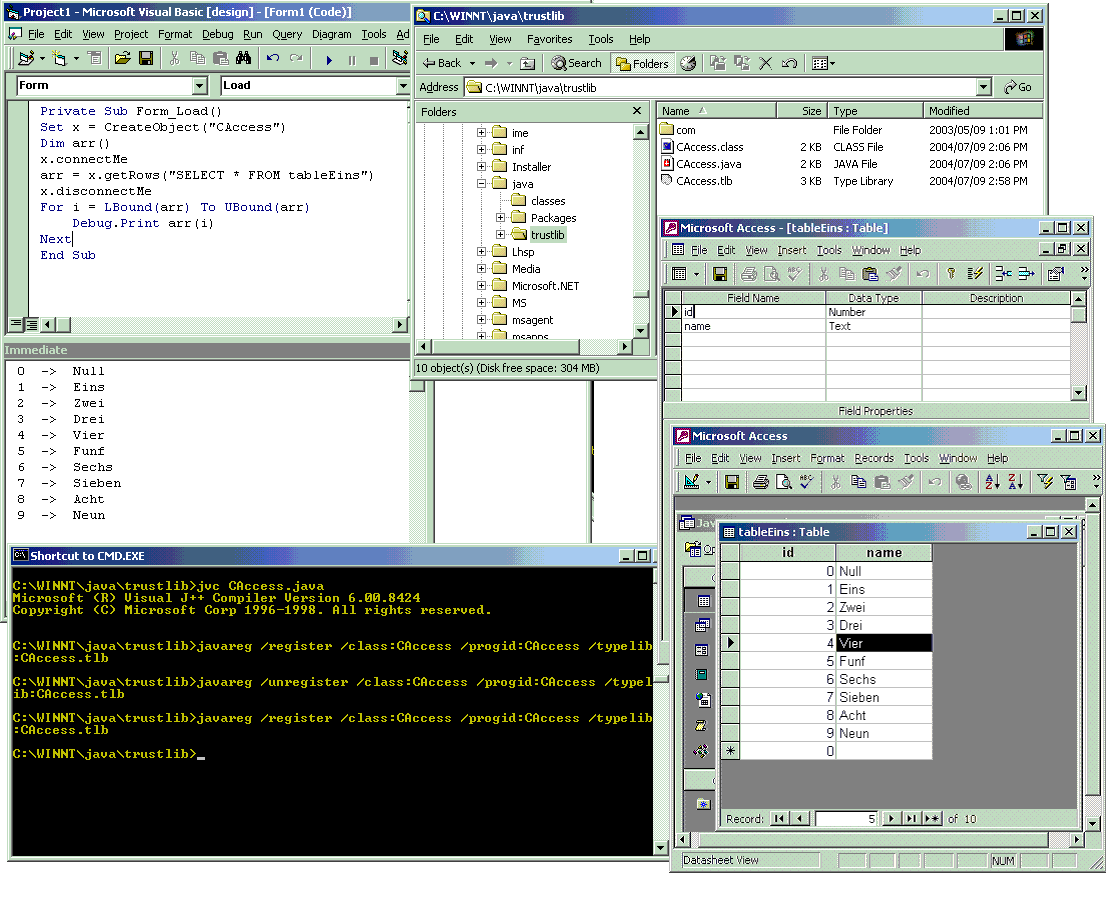 Project1 - Microsoft Visual Basic [design] - [Form1 (Code)]
File Edit View Project Format Debug Run Query Diagram Tools Ad
Form Load
Private Sub Form_Load()
Set x = CreateObject("CAccess")
Dim arr()
x.connectMe
arr = x.getRows("SELECT * FROM tableEins")
x.disconnectMe
For i = LBound(arr) To UBound(arr)
Debug.Print arr(i)
Next
End Sub
Immediate
0 -> Null
1 -> Eins
2 -> Zwei
3 -> Drei
4 -> Vier
5 -> Funf
6 -> Sechs
7 -> Sieben
8 -> Acht
9 -> Neun
C:\WINNT\java\trustlib
File Edit View Favorites Tools Help
Back Search Folders
Address C:\WINNT\java\trustlib Go
Folders
ime
inf
Installer
java
classes
Packages
trustlib
Lhsp
Media
Microsoft.NET
MS
msagent
msapps
Name Size Type Modified
com File Folder 2003/05/09 1:01 PM
CAccess.class 2 KB CLASS File 2004/07/09 2:06 PM
CAccess.java 2 KB JAVA File 2004/07/09 2:06 PM
CAccess.tlb 3 KB Type Library 2004/07/09 2:58 PM
10 object(s) (Disk free space: 304 MB)
Microsoft Access - [tableEins : Table]
File Edit View Insert Tools Window Help
Field Name Data Type Description
id Number
name Text
Field Properties
Microsoft Access
File Edit View Insert Format Records Tools Window Help
Jav
Op
tableEins : Table
id name
0 Null
1 Eins
2 Zwei
3 Drei
4 Vier
5 Funf
6 Sechs
7 Sieben
8 Acht
9 Neun
0
Record: 5 of 10
Datasheet View NUM
Shortcut to CMD.EXE
C:\WINNT\java\trustlib>jvc CAccess.java
Microsoft (R) Visual J++ Compiler Version 6.00.8424
Copyright (C) Microsoft Corp 1996-1998. All rights reserved.
C:\WINNT\java\trustlib>javareg /register /class:CAccess /progid:CAccess /typelib
:CAccess.tlb
C:\WINNT\java\trustlib>javareg /unregister /class:CAccess /progid:CAccess /typel
ib:CAccess.tlb
C:\WINNT\java\trustlib>javareg /register /class:CAccess /progid:CAccess /typelib
:CAccess.tlb
C:\WINNT\java\trustlib>_